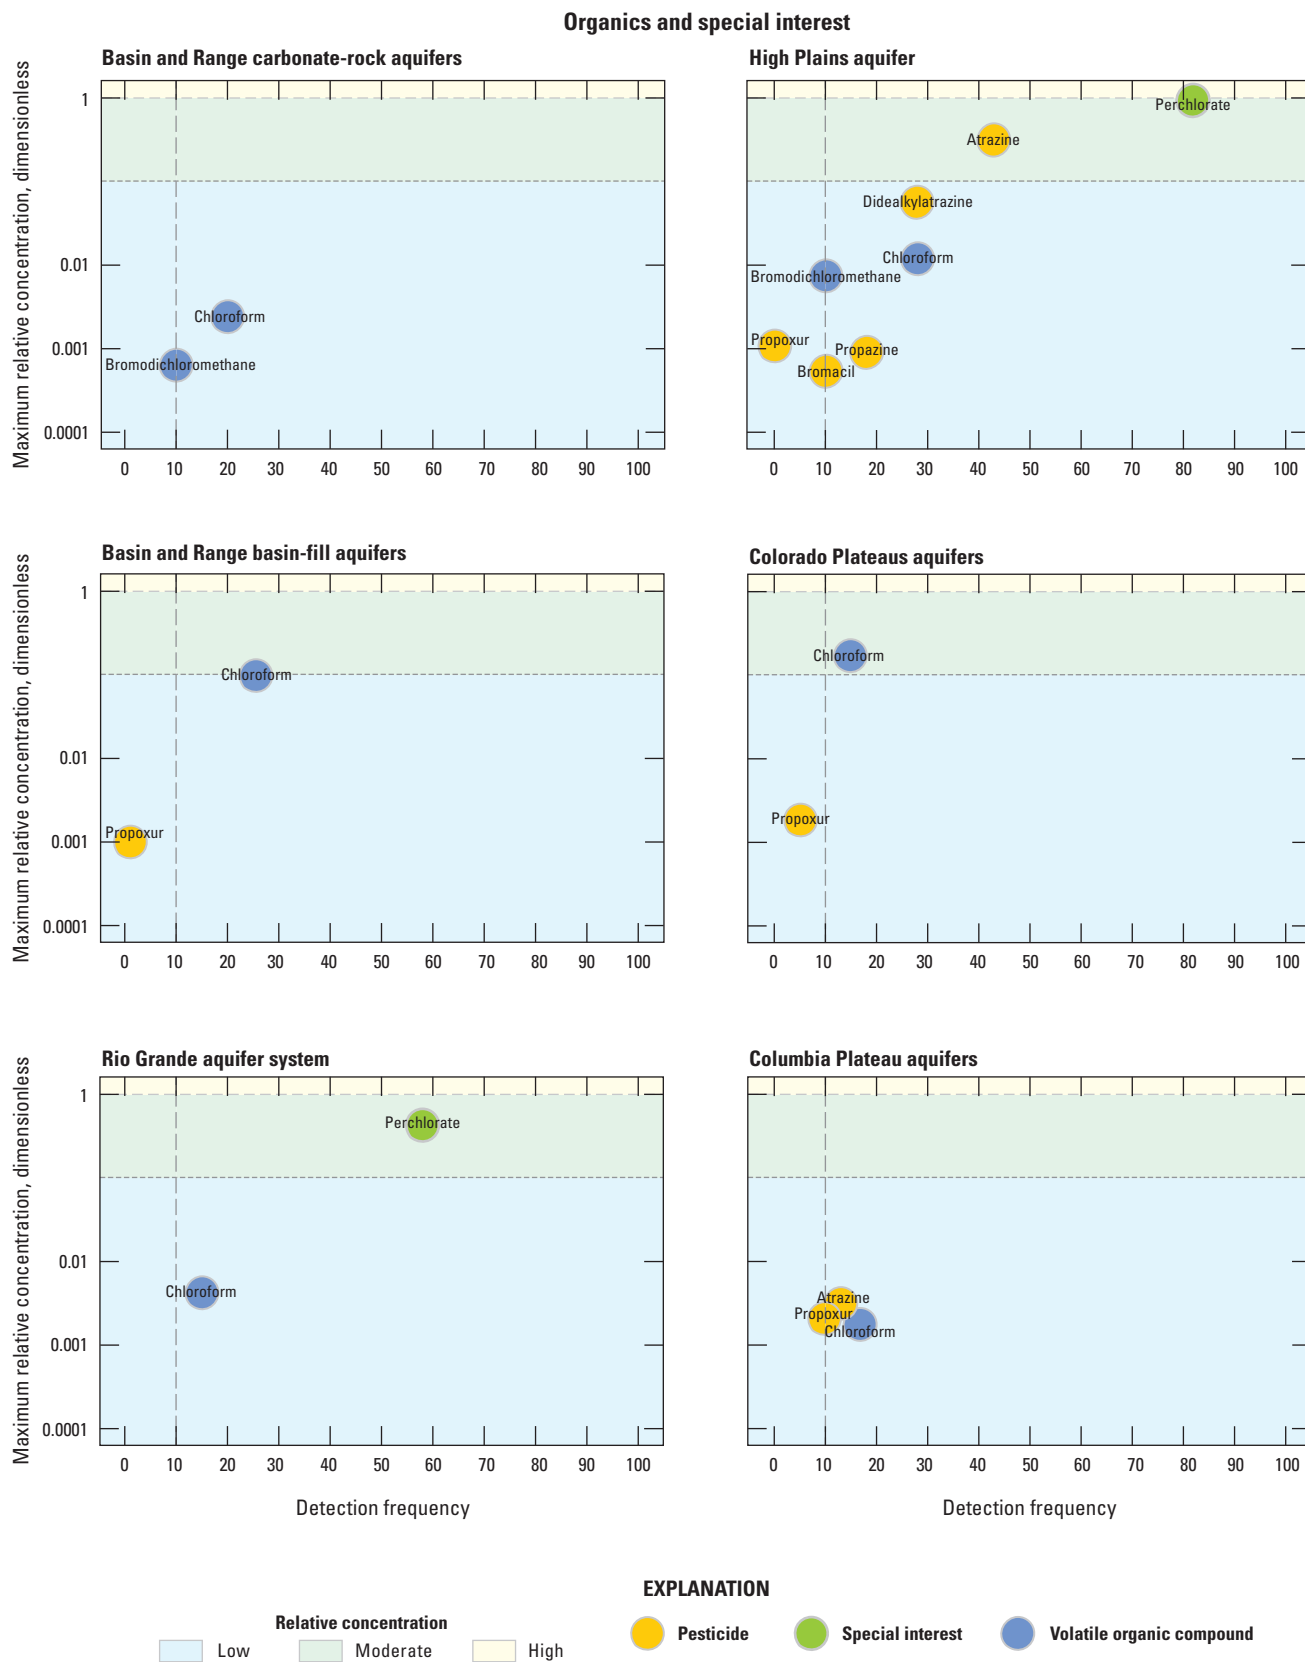 Organics and special interest
Basin and Range carbonate-rock aquifers
Maximum relative concentration, dimensionless
1
0.01
0.001
0.0001
Chloroform
Bromodichloromethane
0 10 20 30 40 50 60 70 80 90 100
High Plains aquifer
Perchlorate
Atrazine
Didealkylatrazine
Chloroform
Bromodichloromethane
Propoxur
Propazine
Bromacil
0 10 20 30 40 50 60 70 80 90 100
Basin and Range basin-fill aquifers
Maximum relative concentration, dimensionless
1
0.01
0.001
0.0001
Chloroform
Propoxur
0 10 20 30 40 50 60 70 80 90 100
Colorado Plateaus aquifers
Chloroform
Propoxur
0 10 20 30 40 50 60 70 80 90 100
Rio Grande aquifer system
Maximum relative concentration, dimensionless
1
0.01
0.001
0.0001
Perchlorate
Chloroform
0 10 20 30 40 50 60 70 80 90 100
Detection frequency
Columbia Plateau aquifers
Atrazine
Propoxur
Chloroform
0 10 20 30 40 50 60 70 80 90 100
Detection frequency
EXPLANATION
Relative concentration
Low Moderate High
Pesticide Special interest Volatile organic compound